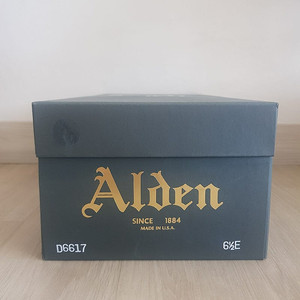 Alden
SINCE 1884
MADE IN U.S.A.
D6617 6½E